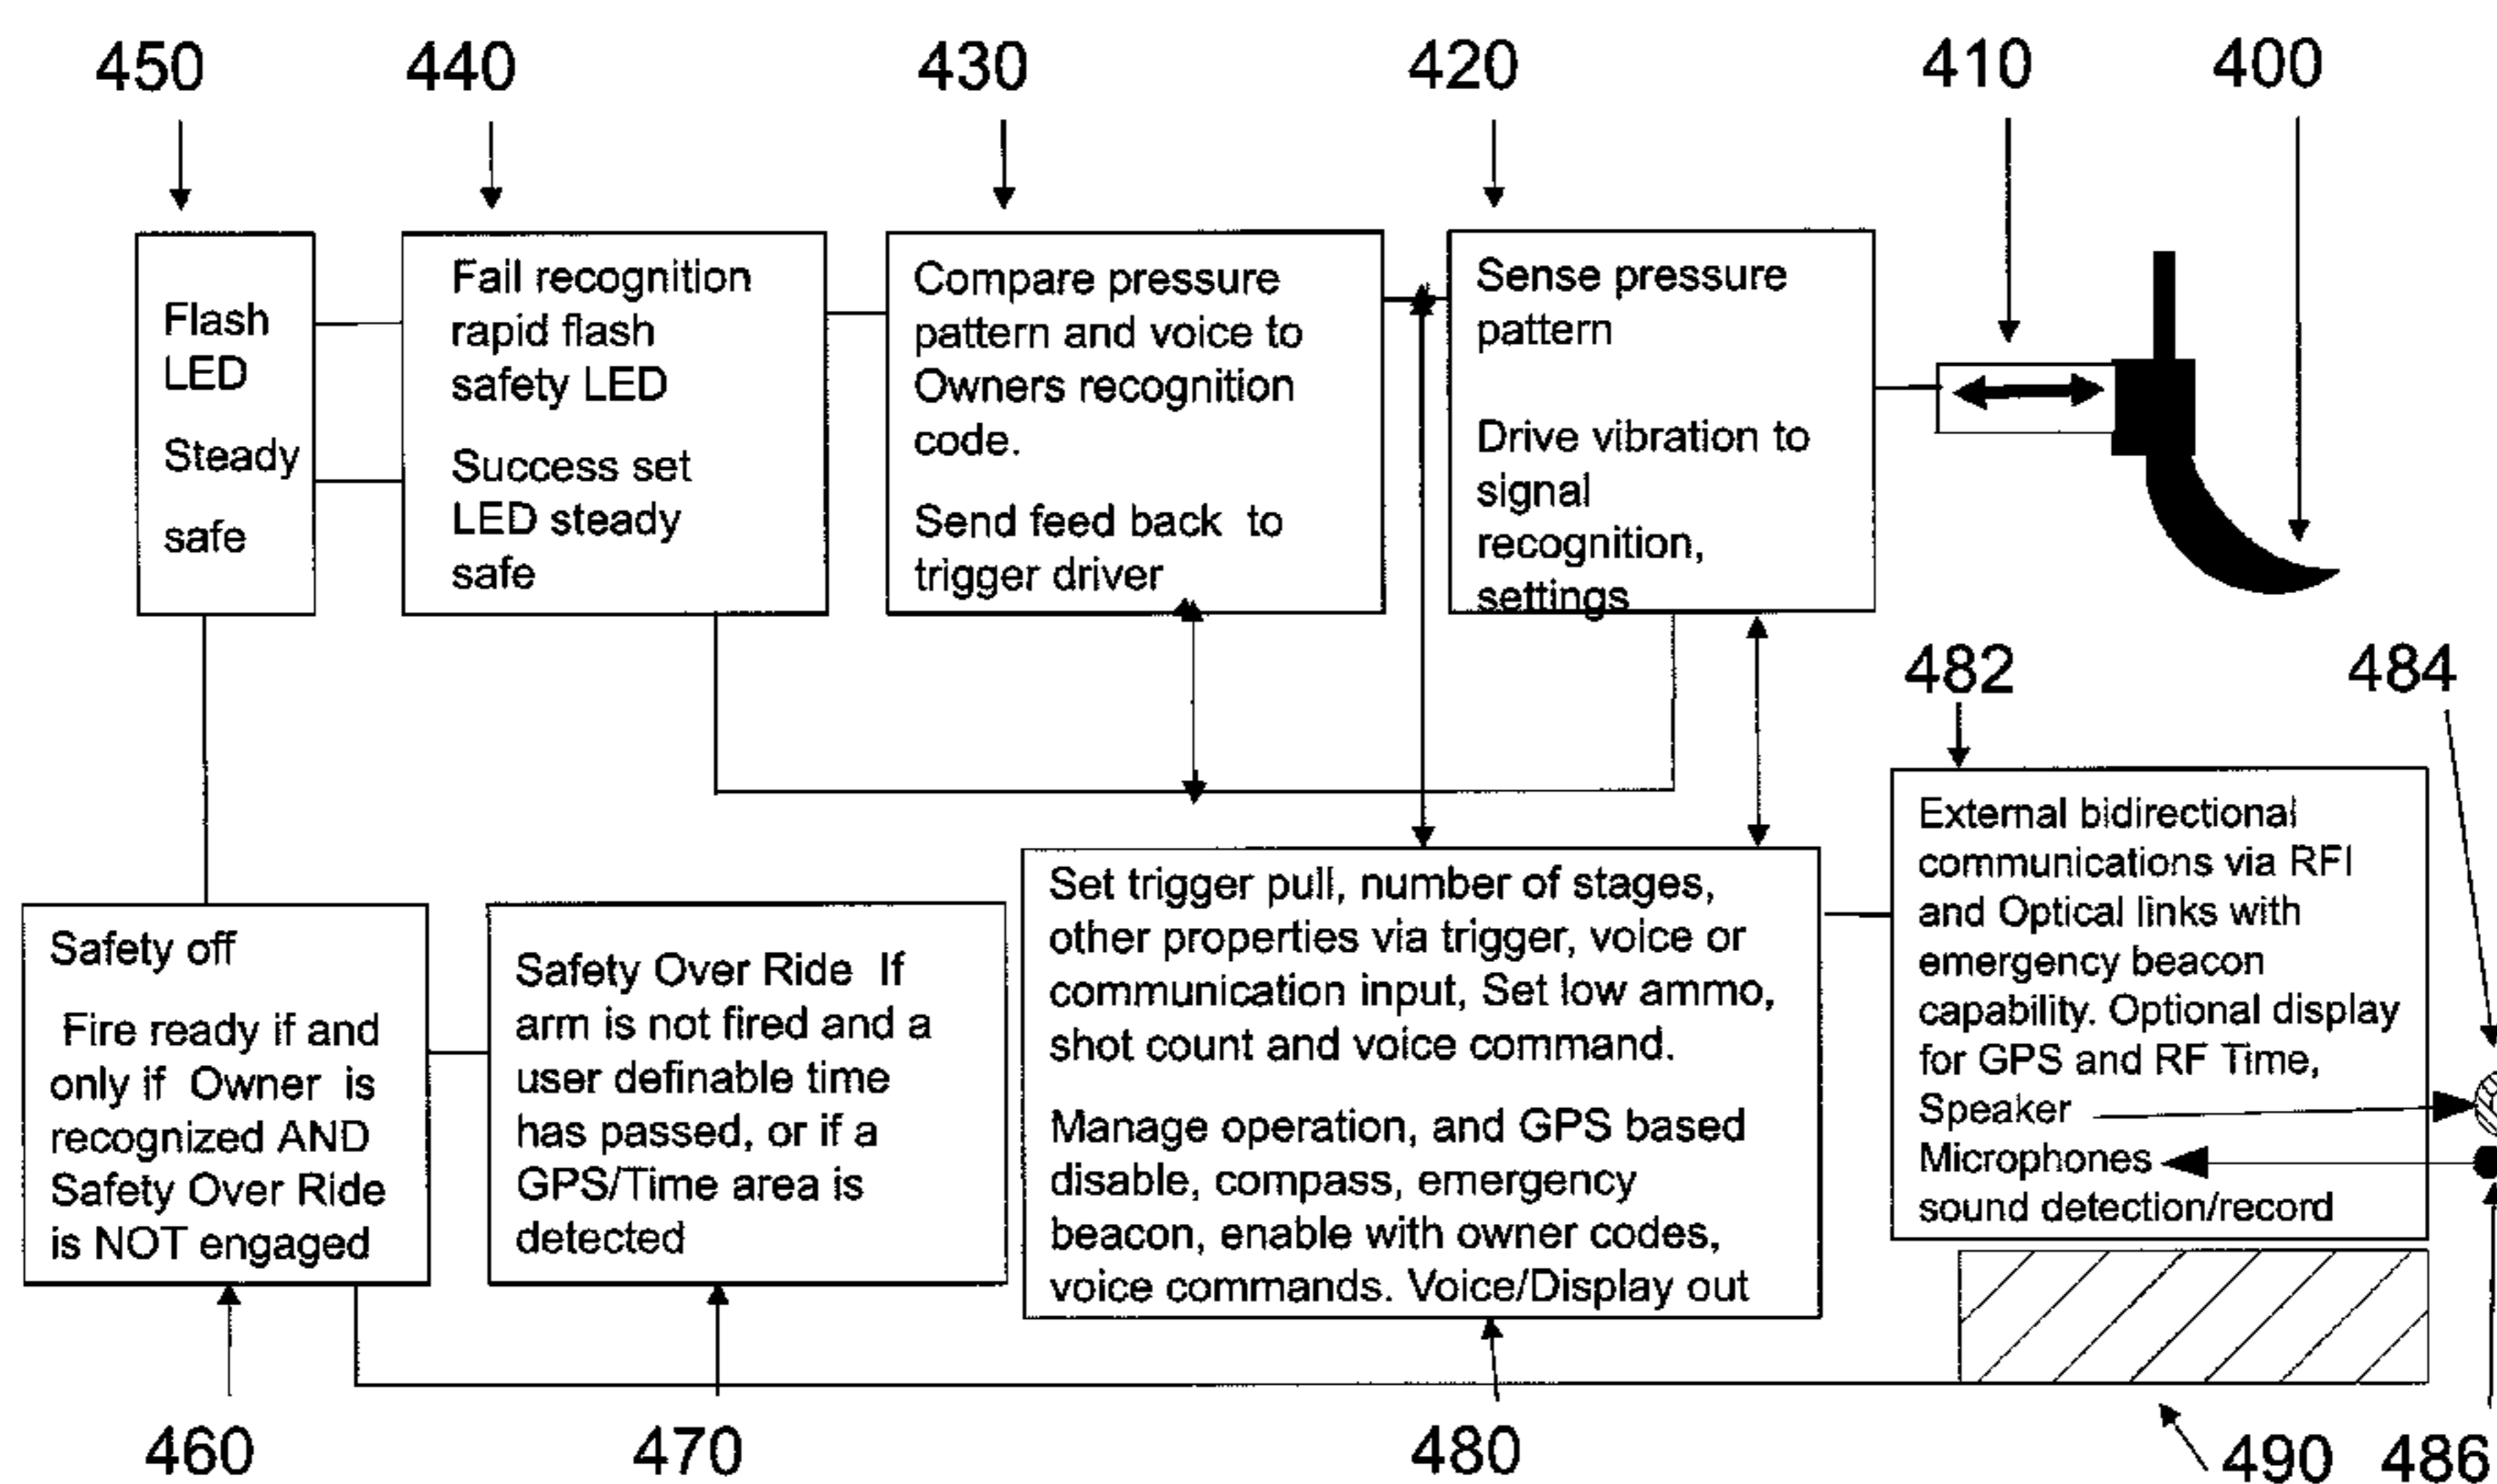 450
440
430
420
410
400
Flash
LED
Steady
safe
Fail recognition
rapid flash
safety LED
Success set
LED steady
safe
Compare pressure
pattern and voice to
Owners recognition
code.
Send feed back to
trigger driver
Sense pressure
pattern
Drive vibration to
signal
recognition,
settings
482
484
External bidirectional
communications via RFI
and Optical links with
emergency beacon
capability. Optional display
for GPS and RF Time,
Speaker
Microphones
sound detection/record
Safety off
Fire ready if and
only if Owner is
recognized AND
Safety Over Ride
is NOT engaged
Safety Over Ride If
arm is not fired and a
user definable time
has passed, or if a
GPS/Time area is
detected
Set trigger pull, number of stages,
other properties via trigger, voice or
communication input, Set low ammo,
shot count and voice command.
Manage operation, and GPS based
disable, compass, emergency
beacon, enable with owner codes,
voice commands. Voice/Display out
460
470
480
490
486